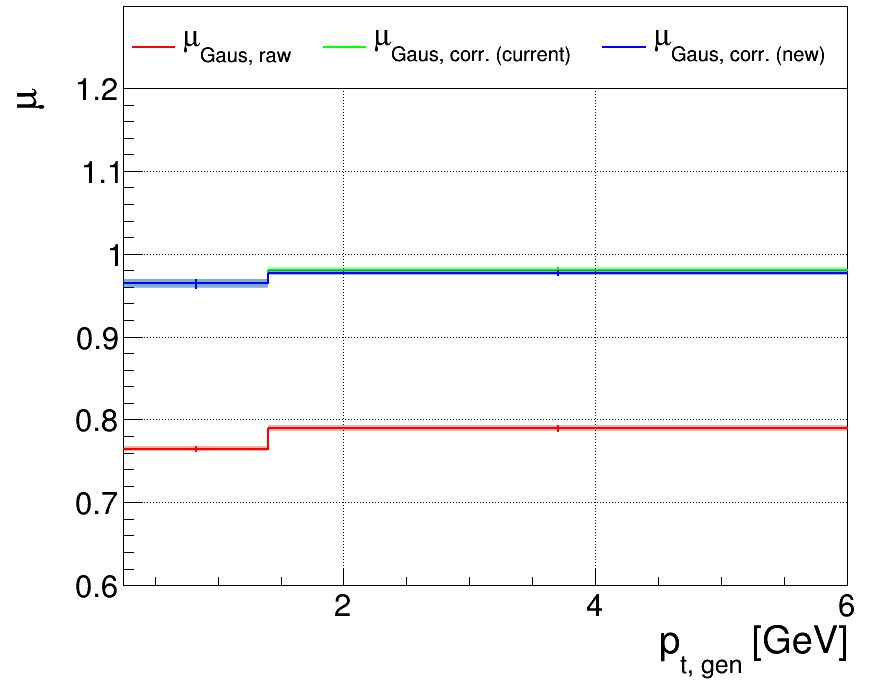 μGaus, raw μGaus, corr. (current) μGaus, corr. (new)
μ
1.2
1.1
1
0.9
0.8
0.7
0.6
2 4 6
pt, gen [GeV]